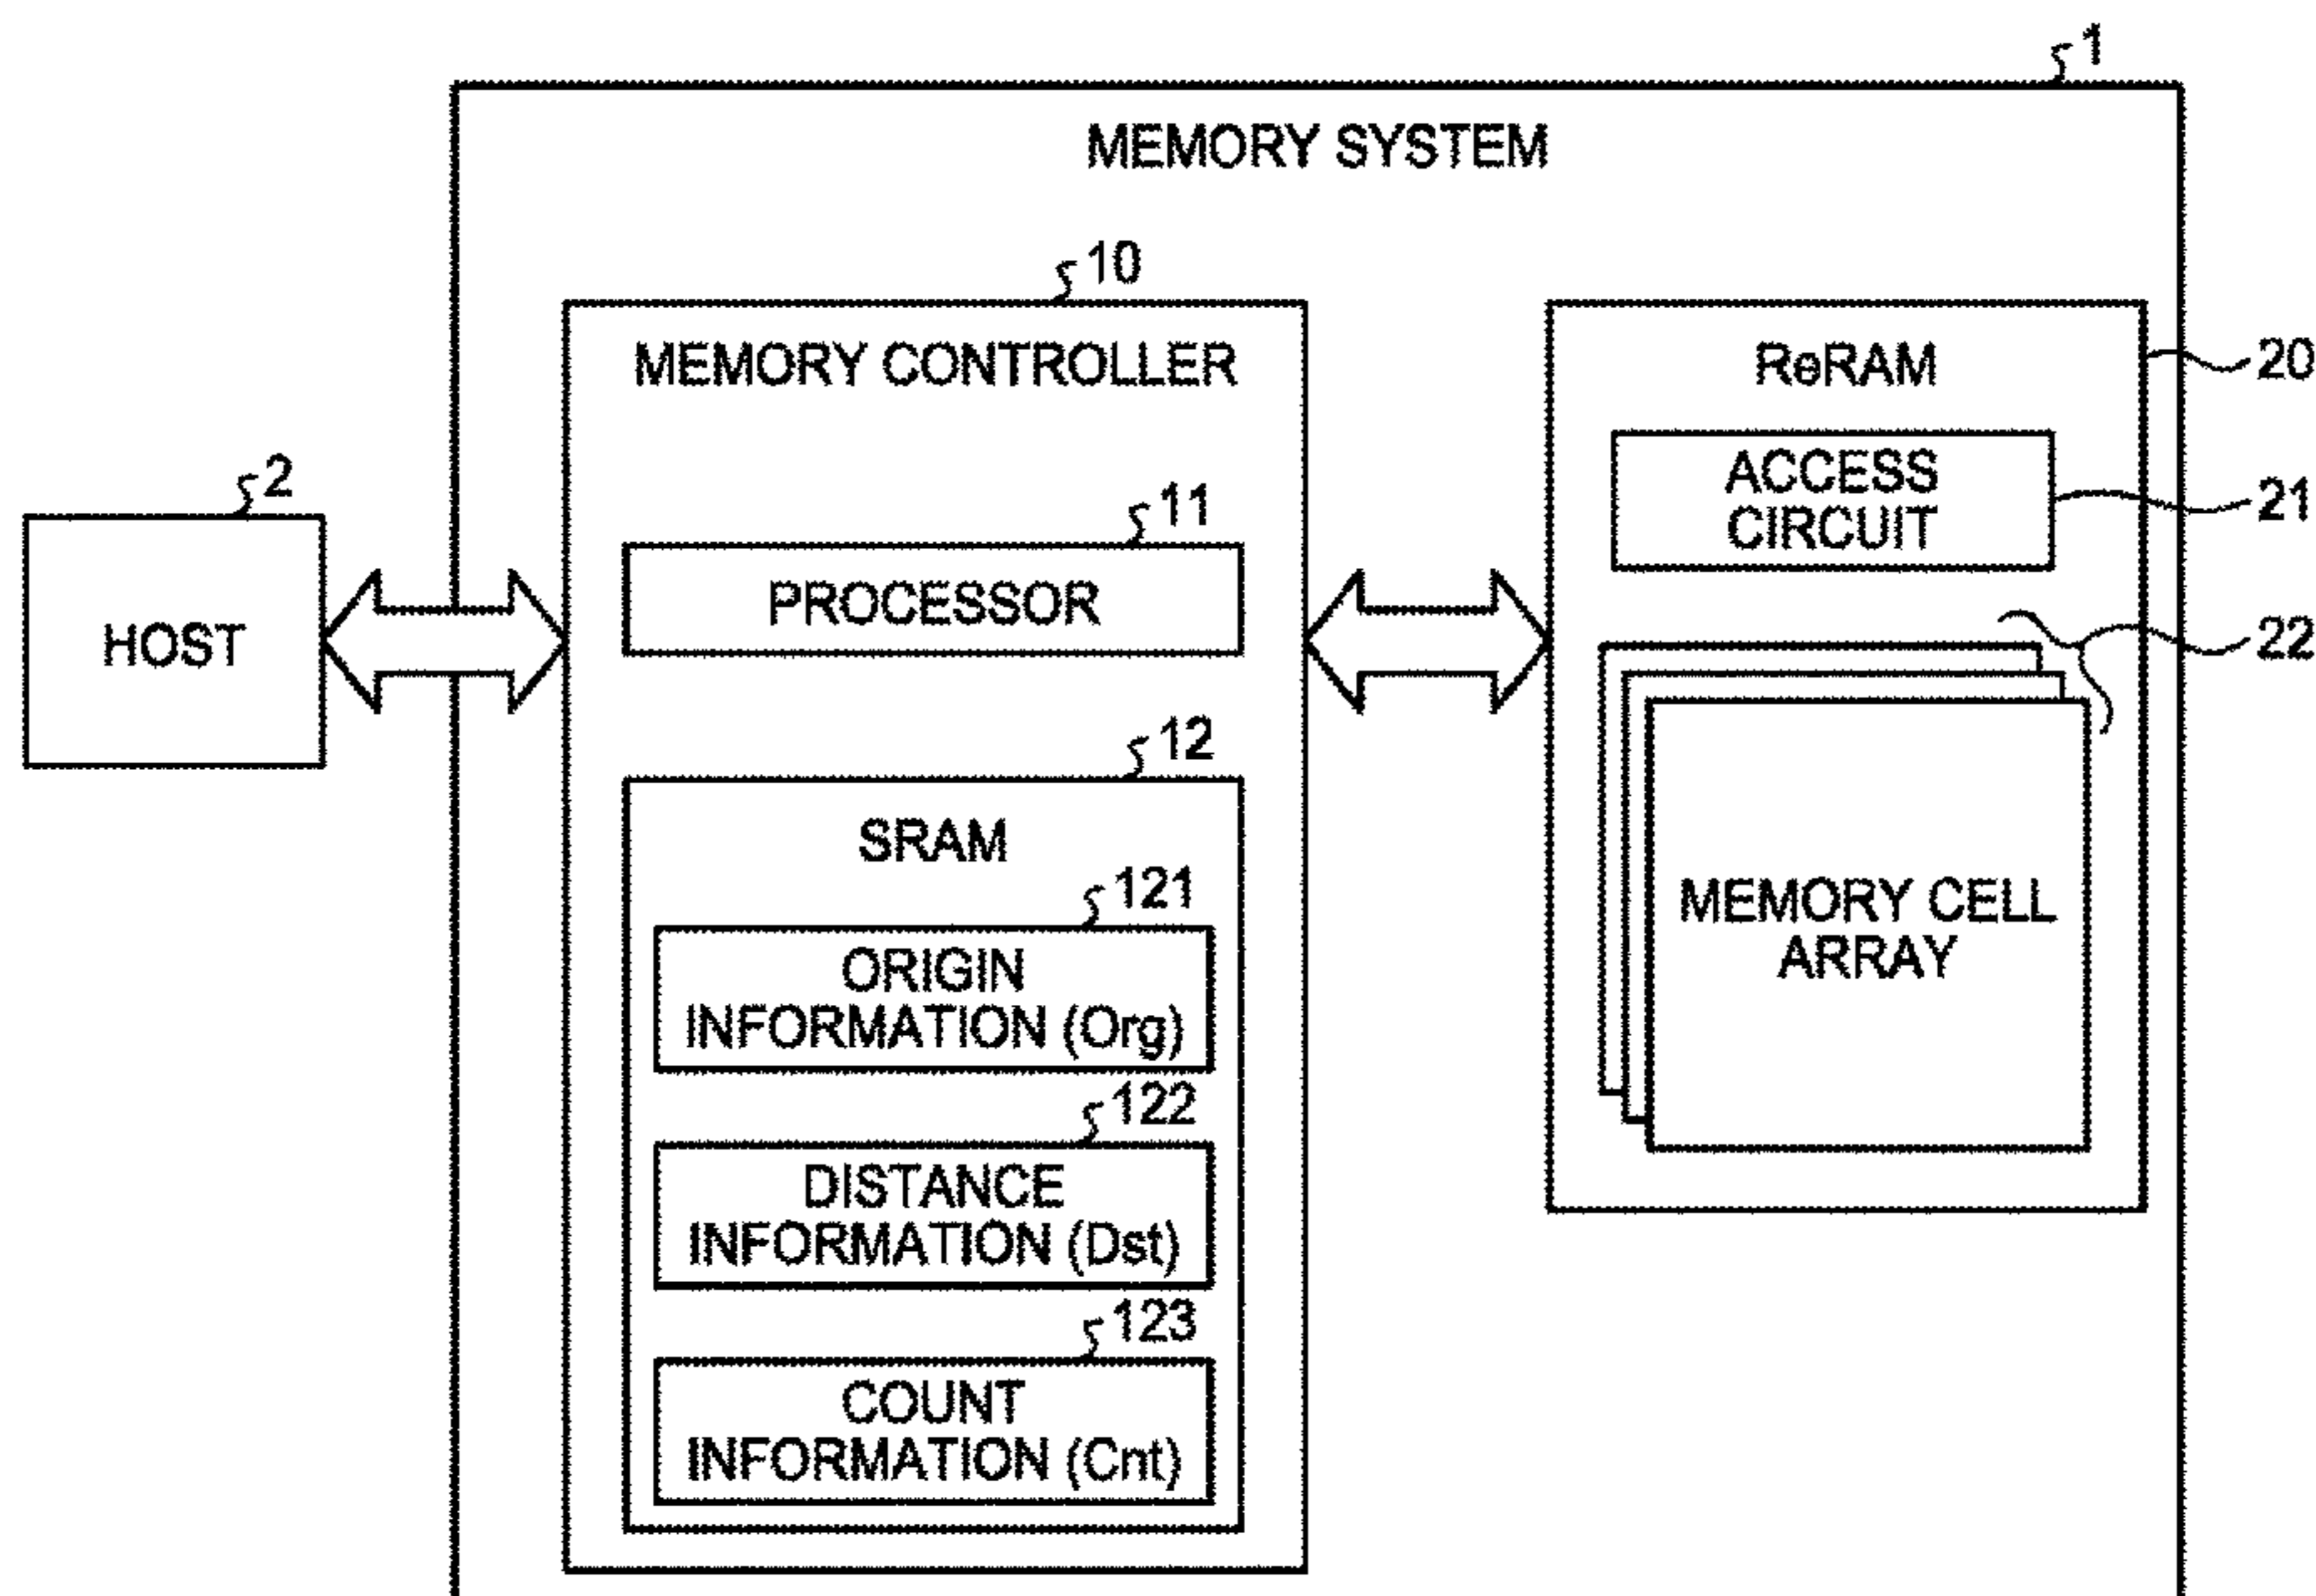 1
MEMORY SYSTEM
10
MEMORY CONTROLLER
ReRAM
20
ACCESS
CIRCUIT
21
2
HOST
11
PROCESSOR
22
12
SRAM
MEMORY CELL
ARRAY
121
ORIGIN
INFORMATION (Org)
122
DISTANCE
INFORMATION (Dst)
123
COUNT
INFORMATION (Cnt)